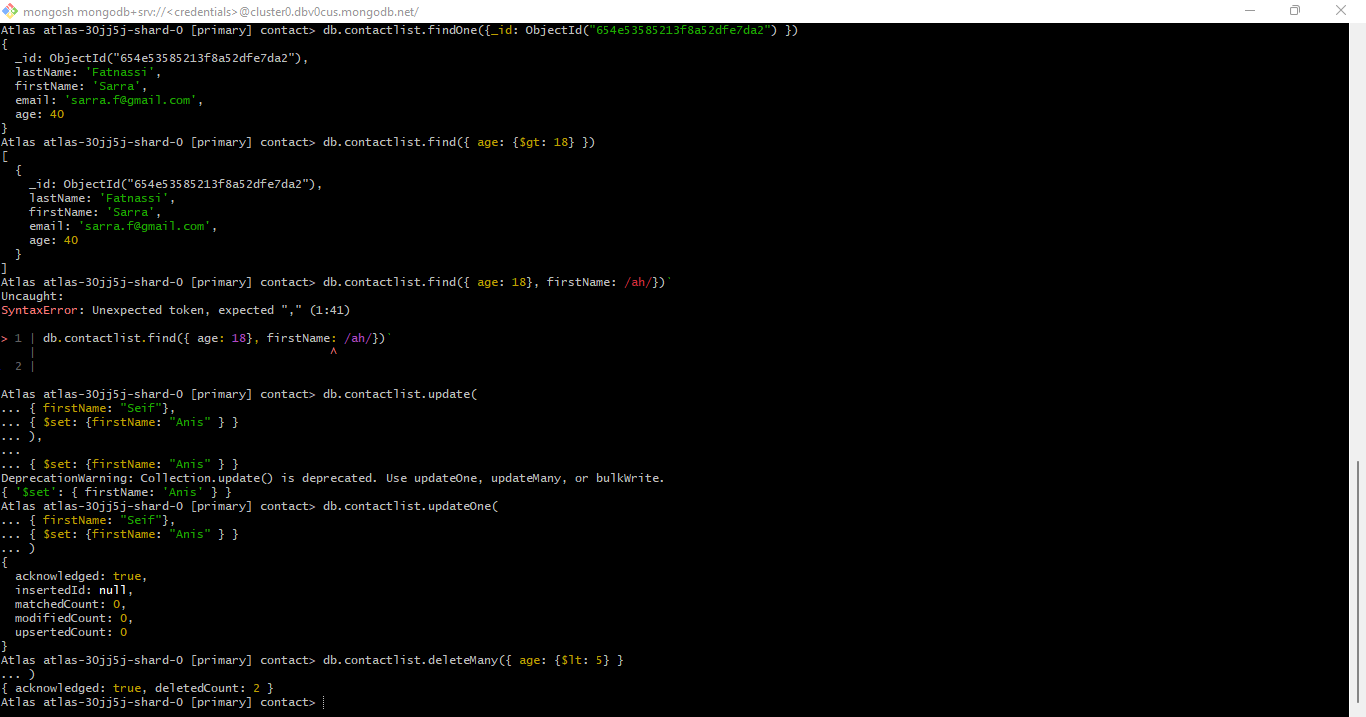 mongosh mongodb+srv://<credentials>@cluster0.dbv0cus.mongodb.net/
Atlas atlas-30jj5j-shard-0 [primary] contact> db.contactlist.findOne({_id: ObjectId("654e53585213f8a52dfe7da2") })
{
  _id: ObjectId("654e53585213f8a52dfe7da2"),
  lastName: 'Fatnassi',
  firstName: 'Sarra',
  email: 'sarra.f@gmail.com',
  age: 40
}
Atlas atlas-30jj5j-shard-0 [primary] contact> db.contactlist.find({ age: {$gt: 18} })
[
  {
    _id: ObjectId("654e53585213f8a52dfe7da2"),
    lastName: 'Fatnassi',
    firstName: 'Sarra',
    email: 'sarra.f@gmail.com',
    age: 40
  }
]
Atlas atlas-30jj5j-shard-0 [primary] contact> db.contactlist.find({ age: 18}, firstName: /ah/})`
Uncaught:
SyntaxError: Unexpected token, expected "," (1:41)
> 1 | db.contactlist.find({ age: 18}, firstName: /ah/})`
    |                                          ^
  2 |
Atlas atlas-30jj5j-shard-0 [primary] contact> db.contactlist.update(
... { firstName: "Seif"},
... { $set: {firstName: "Anis" } }
... ),
...
... { $set: {firstName: "Anis" } }
DeprecationWarning: Collection.update() is deprecated. Use updateOne, updateMany, or bulkWrite.
{ '$set': { firstName: 'Anis' } }
Atlas atlas-30jj5j-shard-0 [primary] contact> db.contactlist.updateOne(
... { firstName: "Seif"},
... { $set: {firstName: "Anis" } }
... )
{
  acknowledged: true,
  insertedId: null,
  matchedCount: 0,
  modifiedCount: 0,
  upsertedCount: 0
}
Atlas atlas-30jj5j-shard-0 [primary] contact> db.contactlist.deleteMany({ age: {$lt: 5} }
... )
{ acknowledged: true, deletedCount: 2 }
Atlas atlas-30jj5j-shard-0 [primary] contact>